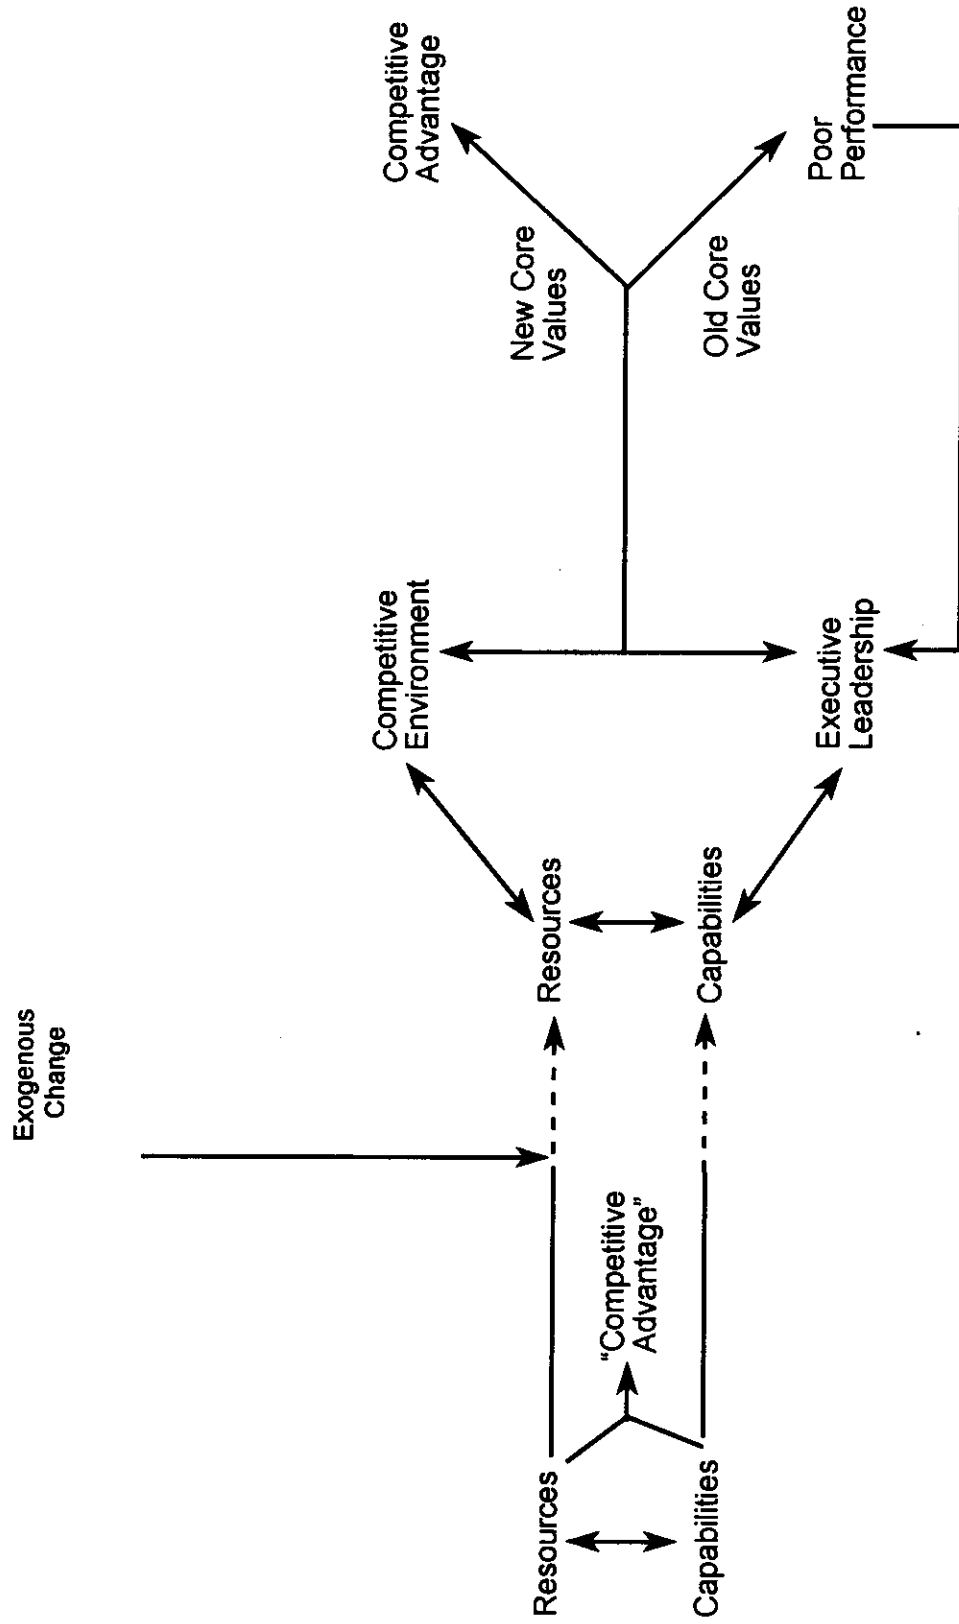 Exogenous
Change
Resources
Capabilities
“Competitive
Advantage”
Resources
Capabilities
Competitive
Environment
Executive
Leadership
New Core
Values
Old Core
Values
Competitive
Advantage
Poor
Performance